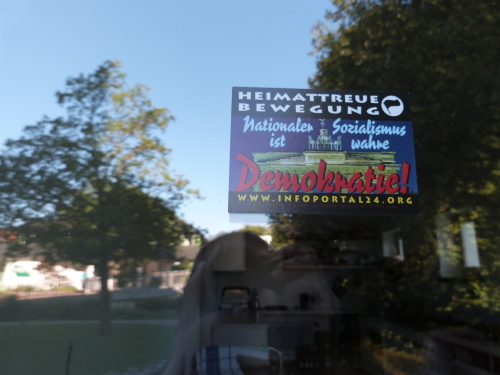 HEIMATTREUE
BEWEGUNG
Nationaler Sozialismus
ist wahre
Demokratie!
WWW.INFOPORTAL24.ORG